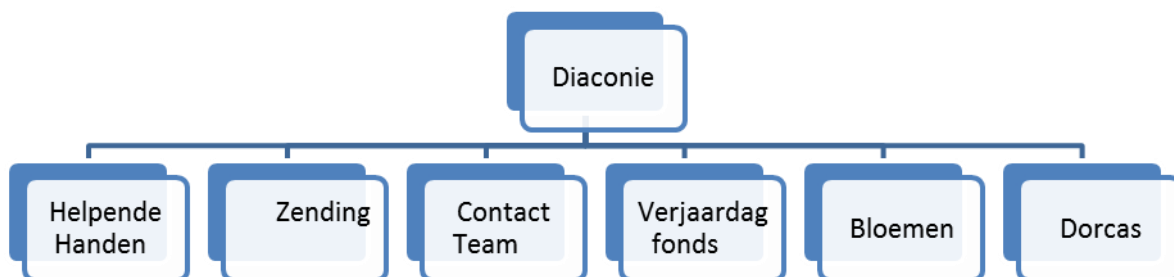 Diaconie
Helpende
Handen
Zending
Contact
Team
Verjaardag
fonds
Bloemen
Dorcas